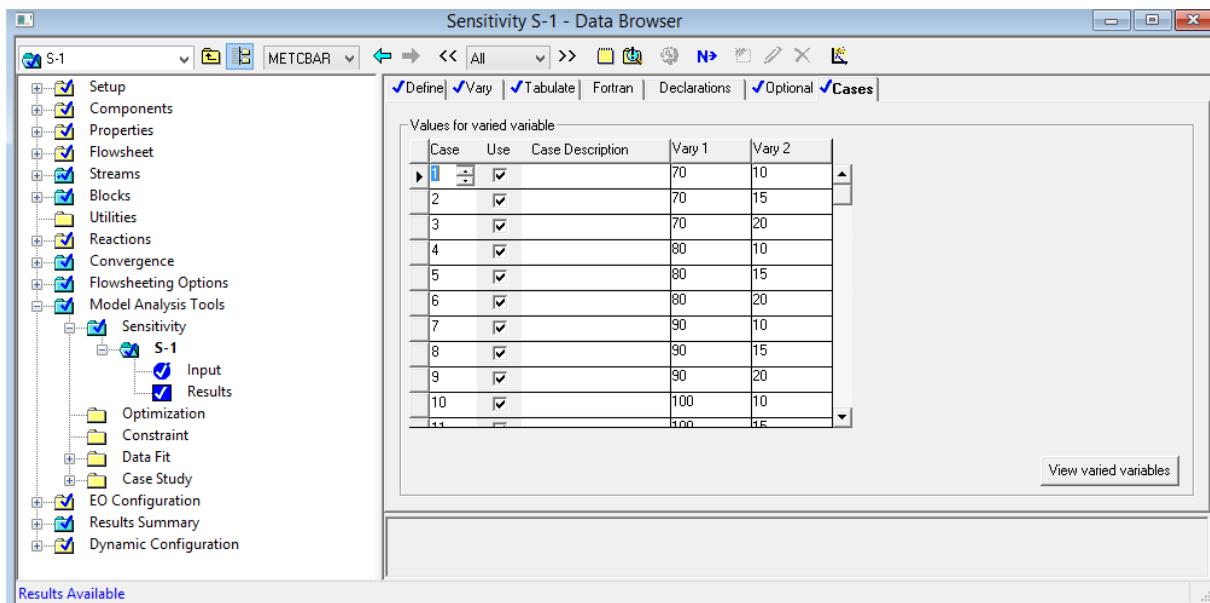 Sensitivity S-1 - Data Browser
S-1 METCBAR << All >> N>
Setup
Components
Properties
Flowsheet
Streams
Blocks
Utilities
Reactions
Convergence
Flowsheeting Options
Model Analysis Tools
Sensitivity
S-1
Input
Results
Optimization
Constraint
Data Fit
Case Study
EO Configuration
Results Summary
Dynamic Configuration
Define Vary Tabulate Fortran Declarations Optional Cases
Values for varied variable
Case Use Case Description Vary 1 Vary 2
1 70 10
2 70 15
3 70 20
4 80 10
5 80 15
6 80 20
7 90 10
8 90 15
9 90 20
10 100 10
11 100 15
View varied variables
Results Available